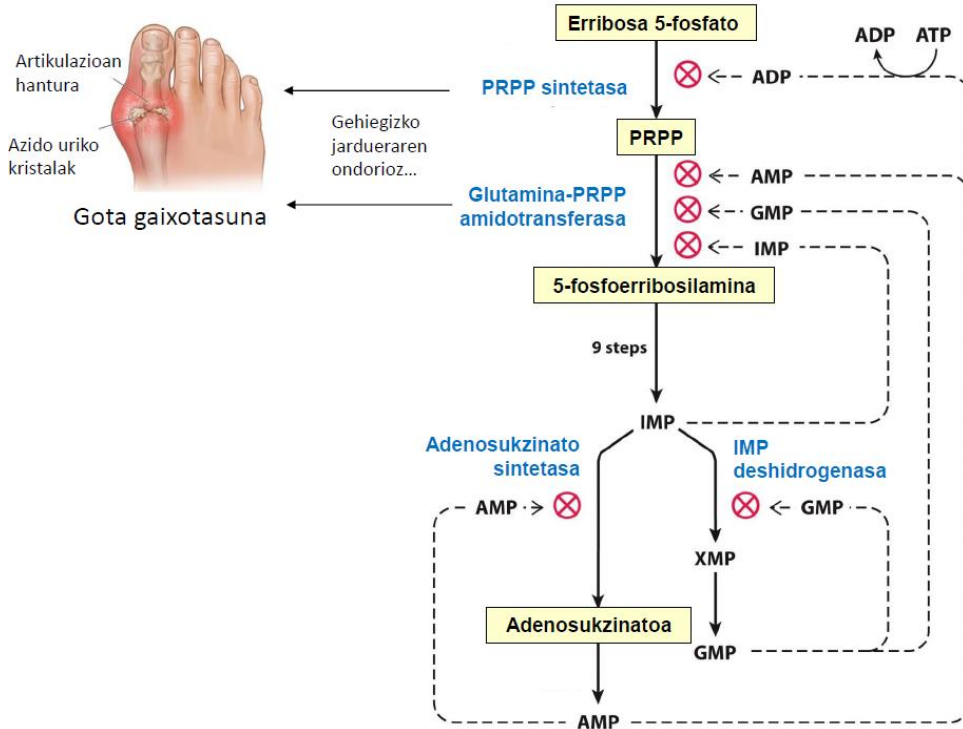 Artikulazioan
hantura
Azido uriko
kristalak
Gota gaixotasuna
Gehiegizko
jardueraren
ondorioz...
Erribosa 5-fosfato
ADP ATP
PRPP sintetasa
ADP
PRPP
AMP
Glutamina-PRPP
amidotransferasa
GMP
IMP
5-fosfoerribosilamina
9 steps
IMP
Adenosukzinato
sintetasa
IMP
deshidrogenasa
AMP
GMP
XMP
Adenosukzinatoa
GMP
AMP